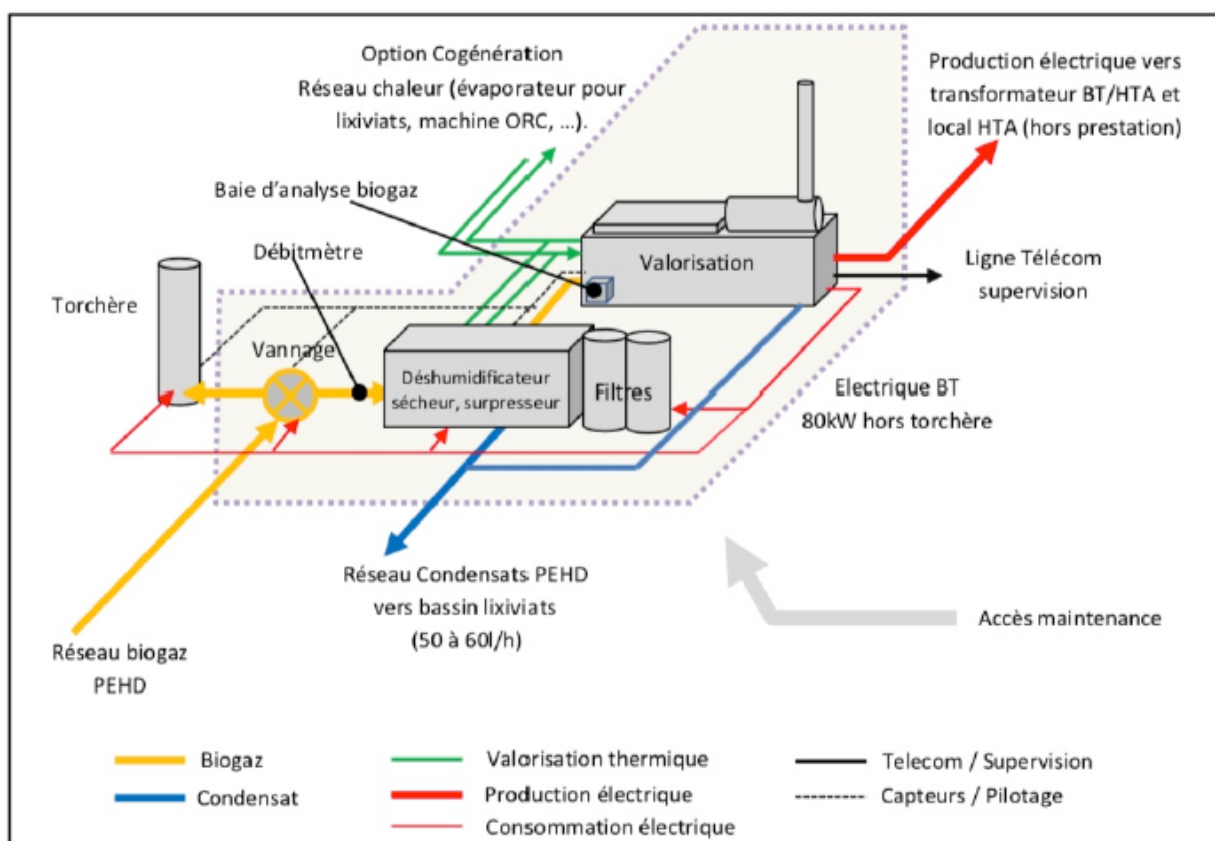 Option Cogénération
Réseau chaleur (évaporateur pour
lixiviats, machine ORC, ...).
Production électrique vers
transformateur BT/HTA et
local HTA (hors prestation)
Baie d'analyse biogaz
Débitmètre
Valorisation
Ligne Télécom
supervision
Torchère
Vannage
Déshumidificateur
sécheur, surpresseur
Filtres
Electrique BT
80kW hors torchère
Réseau Condensats PEHD
vers bassin lixiviats
(50 à 60l/h)
Accès maintenance
Réseau biogaz
PEHD
Biogaz
Condensat
Valorisation thermique
Production électrique
Consommation électrique
Telecom / Supervision
Capteurs / Pilotage